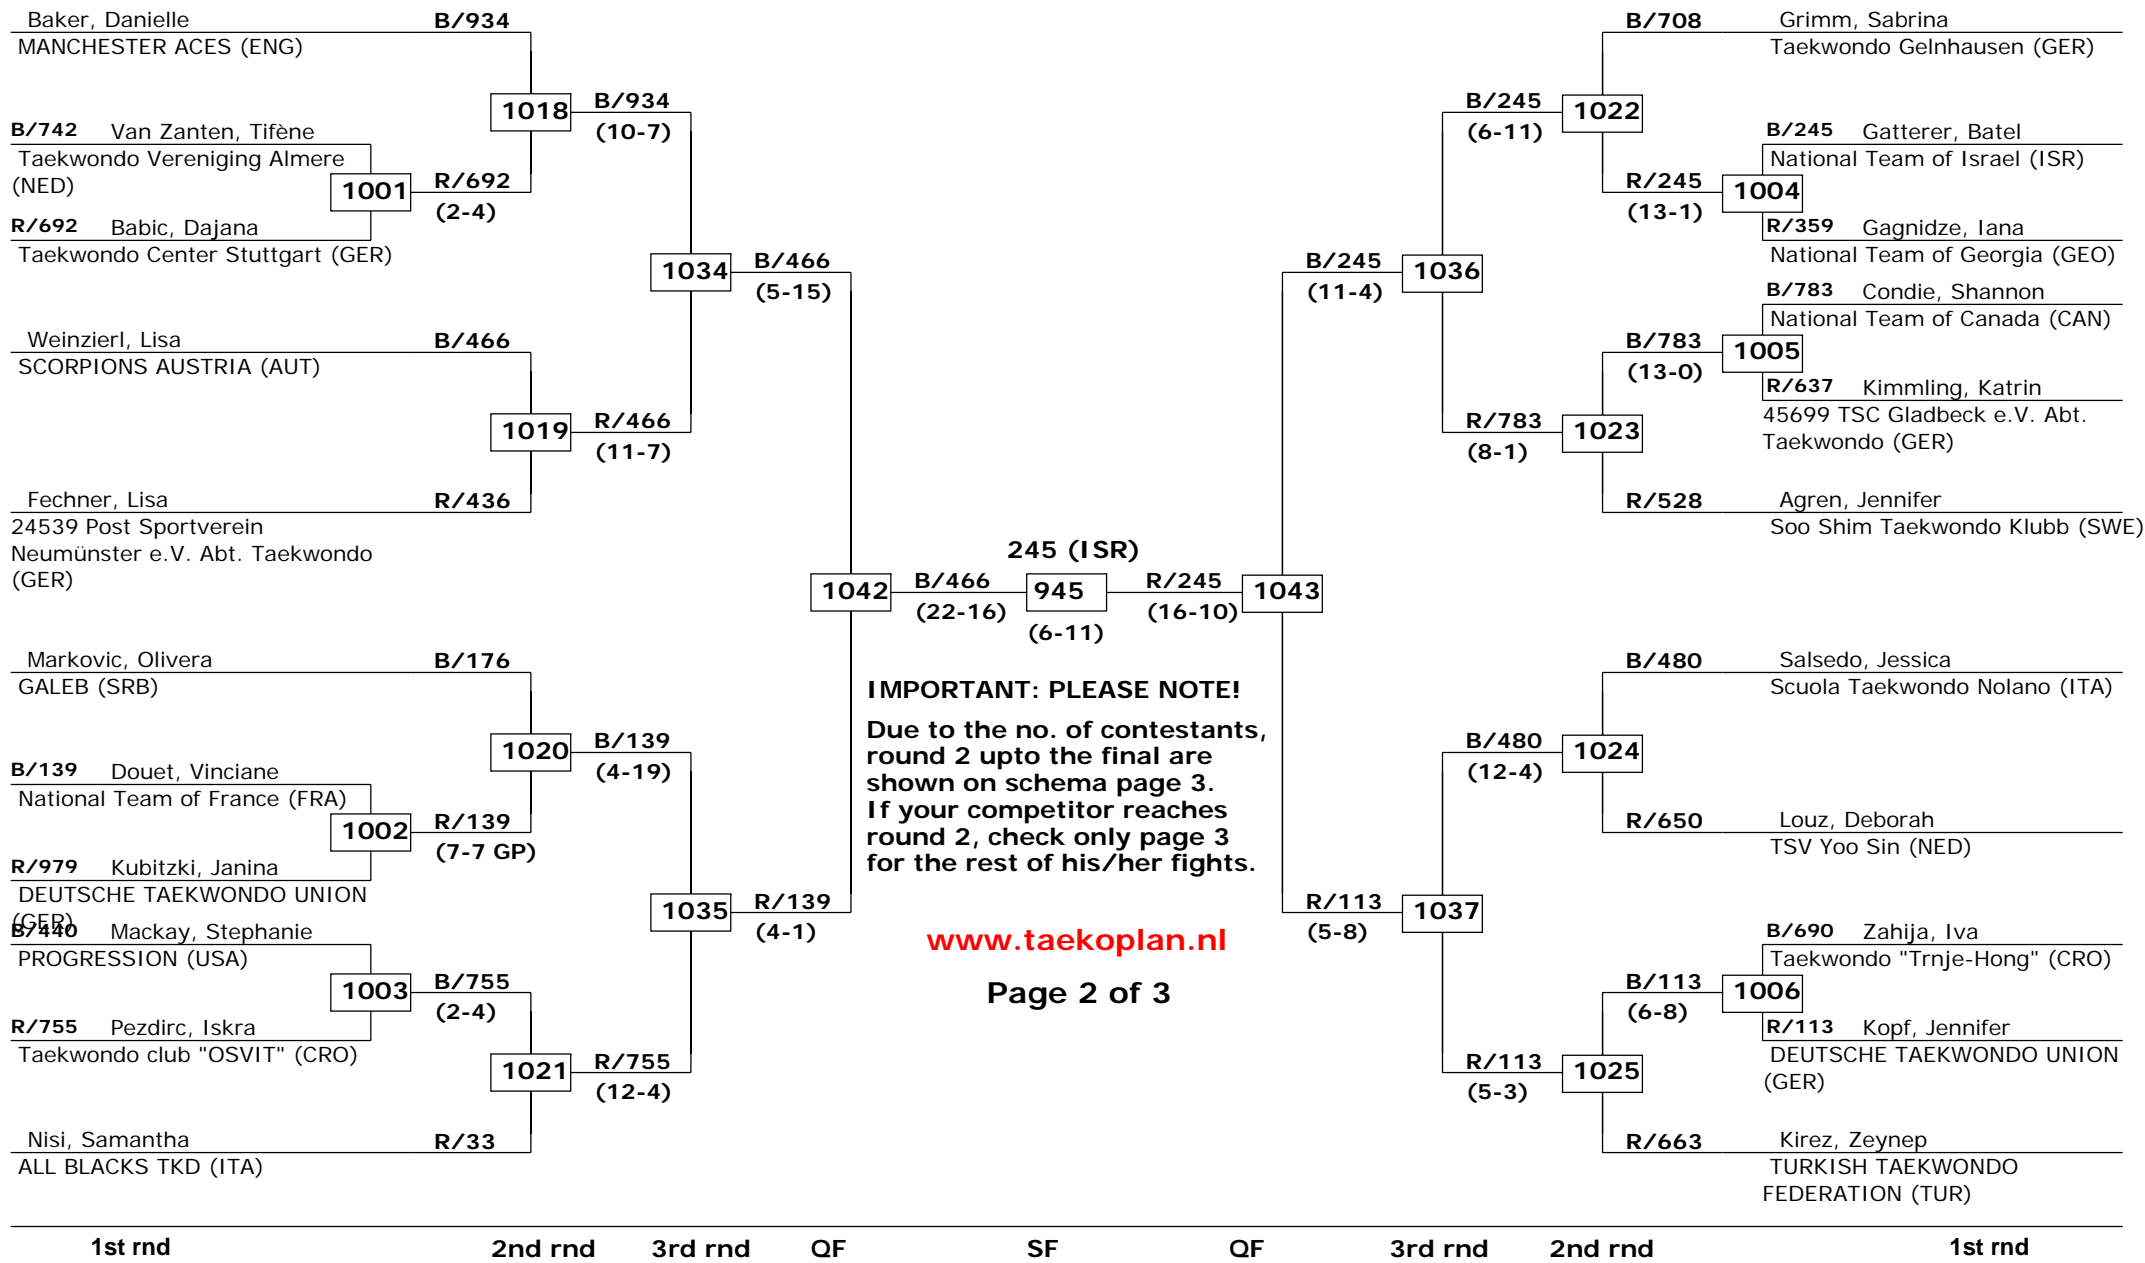 Baker, Danielle
B/934
MANCHESTER ACES (ENG)
1018
B/934
(10-7)
B/742 Van Zanten, Tifène
Taekwondo Vereniging Almere
(NED)
1001
R/692
(2-4)
R/692 Babic, Dajana
Taekwondo Center Stuttgart (GER)
1034
B/466
(5-15)
Weinzierl, Lisa
B/466
SCORPIONS AUSTRIA (AUT)
1019
R/466
(11-7)
Fechner, Lisa
R/436
24539 Post Sportverein
Neumünster e.V. Abt. Taekwondo
(GER)
1042
B/466
(22-16)
Markovic, Olivera
B/176
GALEB (SRB)
1020
B/139
(4-19)
B/139 Douet, Vinciane
National Team of France (FRA)
1002
R/139
(7-7 GP)
R/979 Kubitzki, Janina
DEUTSCHE TAEKWONDO UNION
(GER)
1035
R/139
(4-1)
B/440 Mackay, Stephanie
PROGRESSION (USA)
1003
B/755
(2-4)
R/755 Pezdirc, Iskra
Taekwondo club "OSVIT" (CRO)
1021
R/755
(12-4)
Nisi, Samantha
R/33
ALL BLACKS TKD (ITA)
245 (ISR)
945
(6-11)
IMPORTANT: PLEASE NOTE!
Due to the no. of contestants,
round 2 upto the final are
shown on schema page 3.
If your competitor reaches
round 2, check only page 3
for the rest of his/her fights.
www.taekoplan.nl
Page 2 of 3
B/708
Grimm, Sabrina
Taekwondo Gelnhausen (GER)
B/245
(6-11)
1022
B/245 Gatterer, Batel
National Team of Israel (ISR)
R/245
(13-1)
1004
R/359 Gagnidze, Iana
National Team of Georgia (GEO)
B/245
(11-4)
1036
B/783 Condie, Shannon
National Team of Canada (CAN)
B/783
(13-0)
1005
R/637 Kimmling, Katrin
45699 TSC Gladbeck e.V. Abt.
Taekwondo (GER)
R/783
(8-1)
1023
R/528
Agren, Jennifer
Soo Shim Taekwondo Klubb (SWE)
R/245
(16-10)
1043
B/480
Salsedo, Jessica
Scuola Taekwondo Nolano (ITA)
B/480
(12-4)
1024
R/650
Louz, Deborah
TSV Yoo Sin (NED)
R/113
(5-8)
1037
B/690 Zahija, Iva
Taekwondo "Trnje-Hong" (CRO)
B/113
(6-8)
1006
R/113 Kopf, Jennifer
DEUTSCHE TAEKWONDO UNION
(GER)
R/113
(5-3)
1025
R/663
Kirez, Zeynep
TURKISH TAEKWONDO
FEDERATION (TUR)
1st rnd 2nd rnd 3rd rnd QF SF QF 3rd rnd 2nd rnd 1st rnd